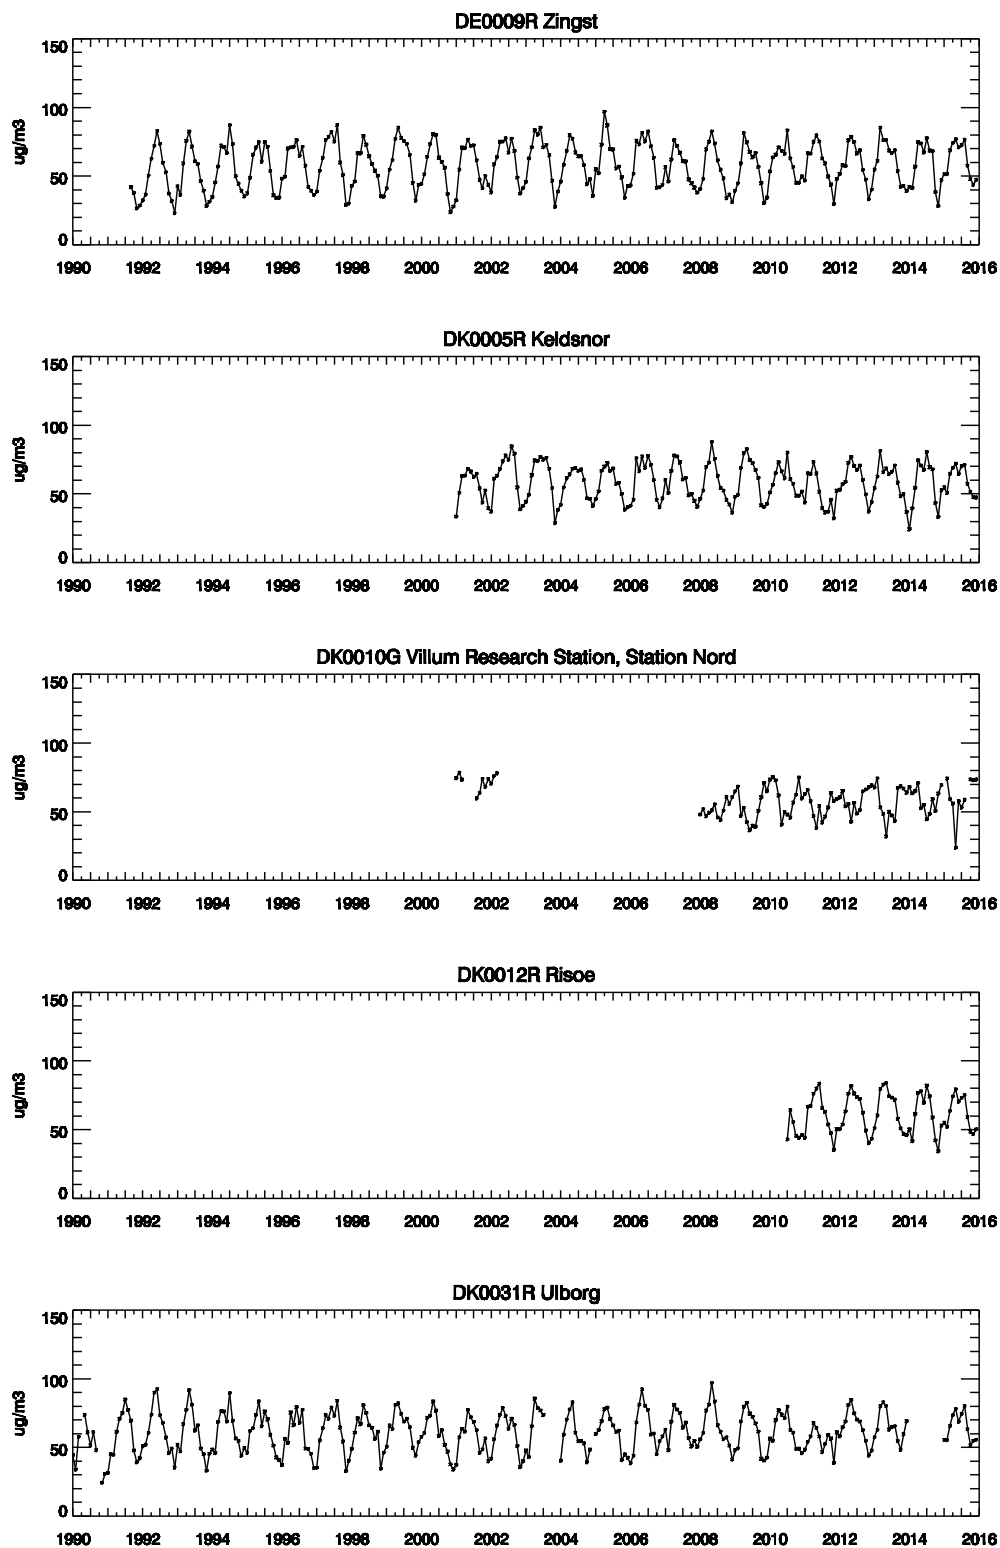 DE0009R Zingst
150
100
ug/m3
50
0
1990 1992 1994 1996 1998 2000 2002 2004 2006 2008 2010 2012 2014 2016
DK0005R Keldsnor
150
100
ug/m3
50
0
1990 1992 1994 1996 1998 2000 2002 2004 2006 2008 2010 2012 2014 2016
DK0010G Villum Research Station, Station Nord
150
100
ug/m3
50
0
1990 1992 1994 1996 1998 2000 2002 2004 2006 2008 2010 2012 2014 2016
DK0012R Risoe
150
100
ug/m3
50
0
1990 1992 1994 1996 1998 2000 2002 2004 2006 2008 2010 2012 2014 2016
DK0031R Ulborg
150
100
ug/m3
50
0
1990 1992 1994 1996 1998 2000 2002 2004 2006 2008 2010 2012 2014 2016